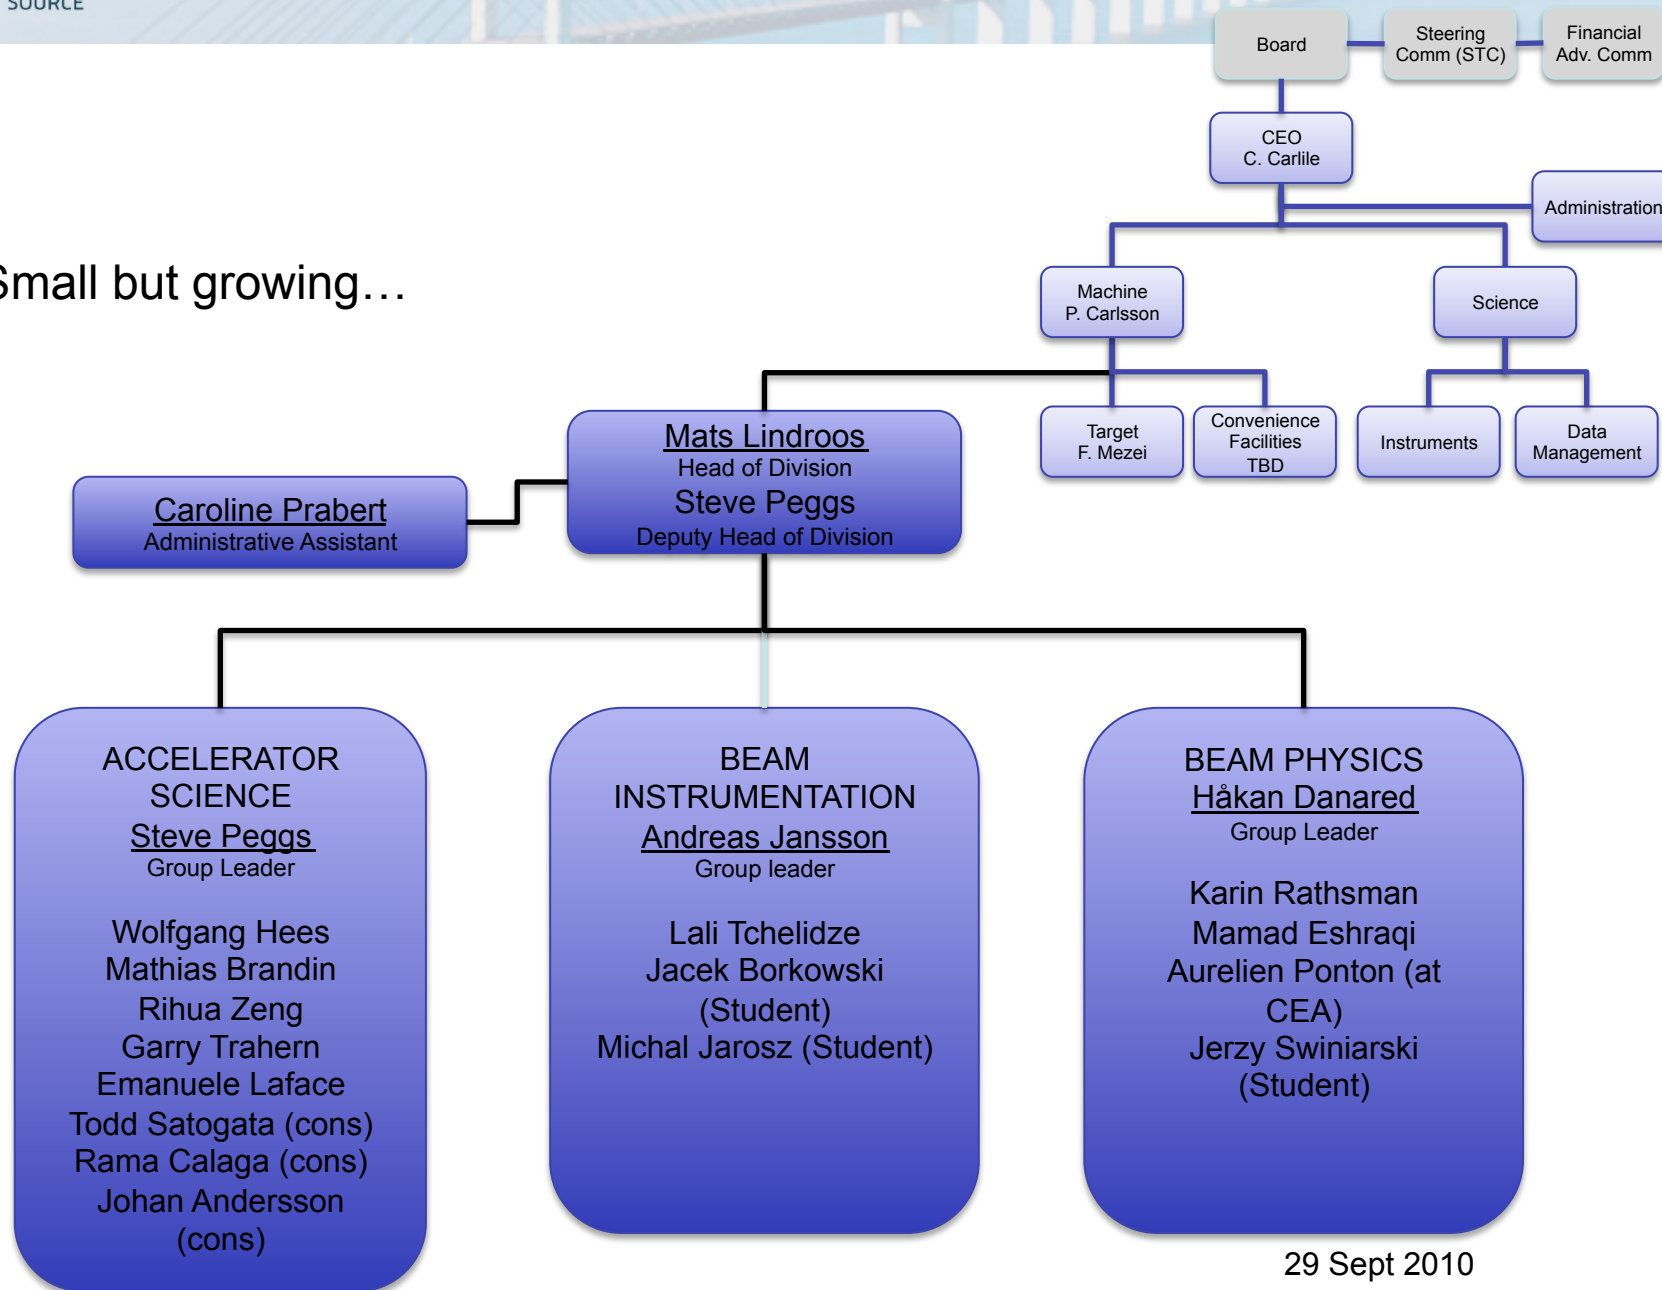 SOURCE
Board
Steering
Comm (STC)
Financial
Adv. Comm
CEO
C. Carlile
Administration
Small but growing…
Machine
P. Carlsson
Science
Target
F. Mezei
Convenience
Facilities
TBD
Instruments
Data
Management
Mats Lindroos
Head of Division
Steve Peggs
Deputy Head of Division
Caroline Prabert
Administrative Assistant
ACCELERATOR
SCIENCE
Steve Peggs
Group Leader
Wolfgang Hees
Mathias Brandin
Rihua Zeng
Garry Trahern
Emanuele Laface
Todd Satogata (cons)
Rama Calaga (cons)
Johan Andersson
(cons)
BEAM
INSTRUMENTATION
Andreas Jansson
Group leader
Lali Tchelidze
Jacek Borkowski
(Student)
Michal Jarosz (Student)
BEAM PHYSICS
Håkan Danared
Group Leader
Karin Rathsman
Mamad Eshraqi
Aurelien Ponton (at
CEA)
Jerzy Swiniarski
(Student)
29 Sept 2010